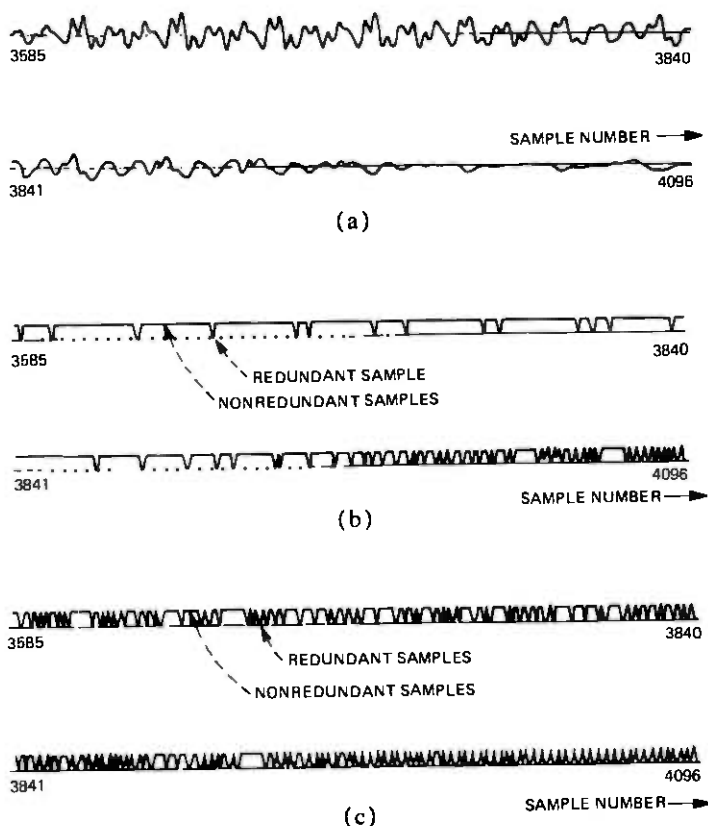 3585
3840
SAMPLE NUMBER
3841
4096
(a)
3585
3840
REDUNDANT SAMPLE
NONREDUNDANT SAMPLES
3841
4096
SAMPLE NUMBER
(b)
3585
3840
REDUNDANT SAMPLES
NONREDUNDANT SAMPLES
3841
4096
SAMPLE NUMBER
(c)